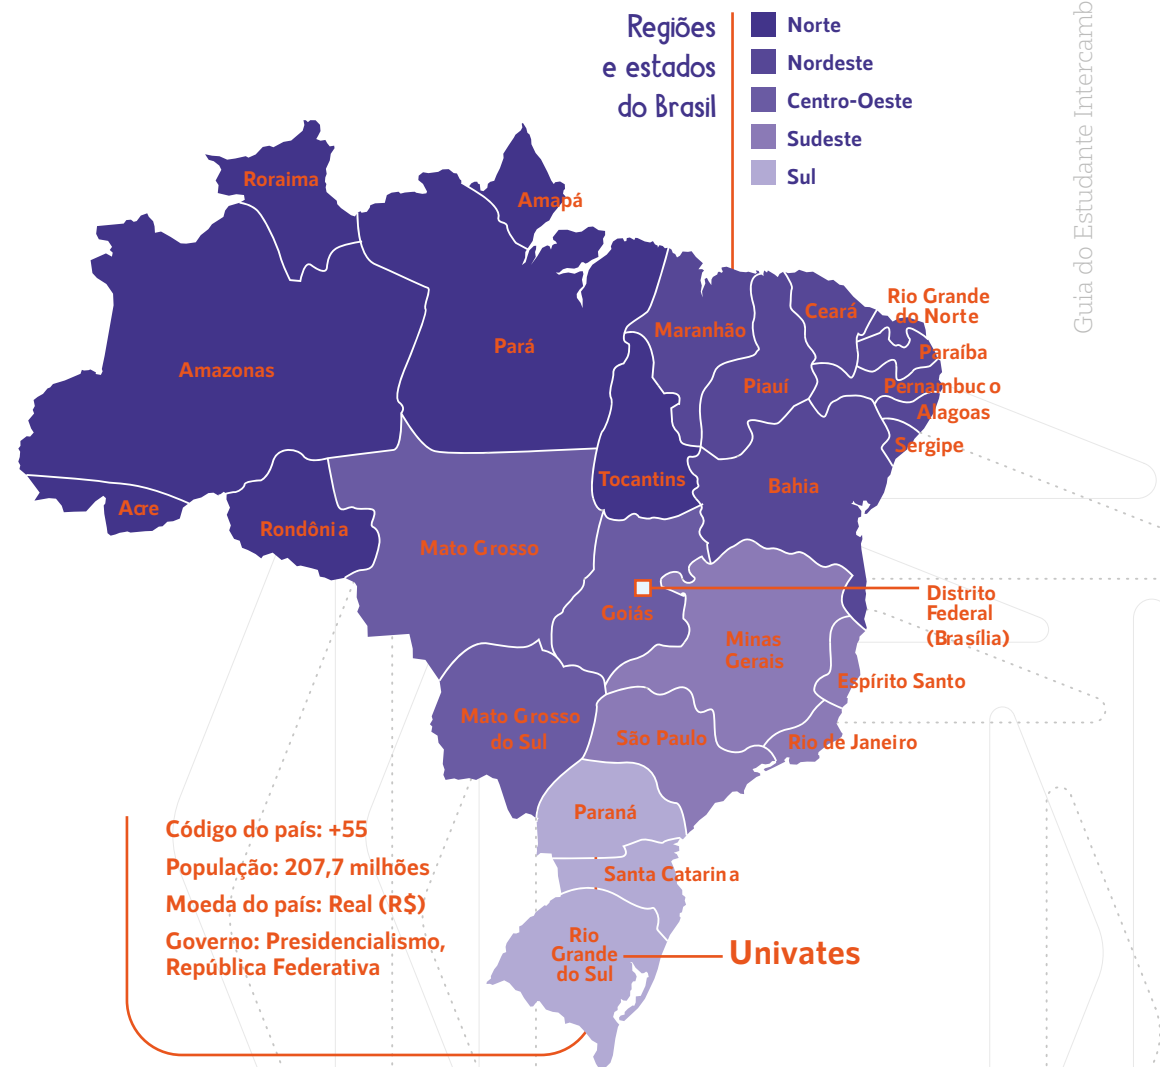 Regiões
e estados
do Brasil
Norte
Nordeste
Centro-Oeste
Sudeste
Sul
Guia do Estudante Intercamb
Roraima
Amapá
Amazonas
Pará
Maranhão
Ceará
Rio Grande
do Norte
Paraíba
Piauí
Pernambuco
Alagoas
Sergipe
Acre
Rondônia
Tocantins
Bahia
Mato Grosso
Goiás
Distrito
Federal
(Brasília)
Minas
Gerais
Espírito Santo
Mato Grosso
do Sul
São Paulo
Rio de Janeiro
Paraná
Santa Catarina
Rio
Grande
do Sul
Univates
Código do país: +55
População: 207,7 milhões
Moeda do país: Real (R$)
Governo: Presidencialismo,
República Federativa